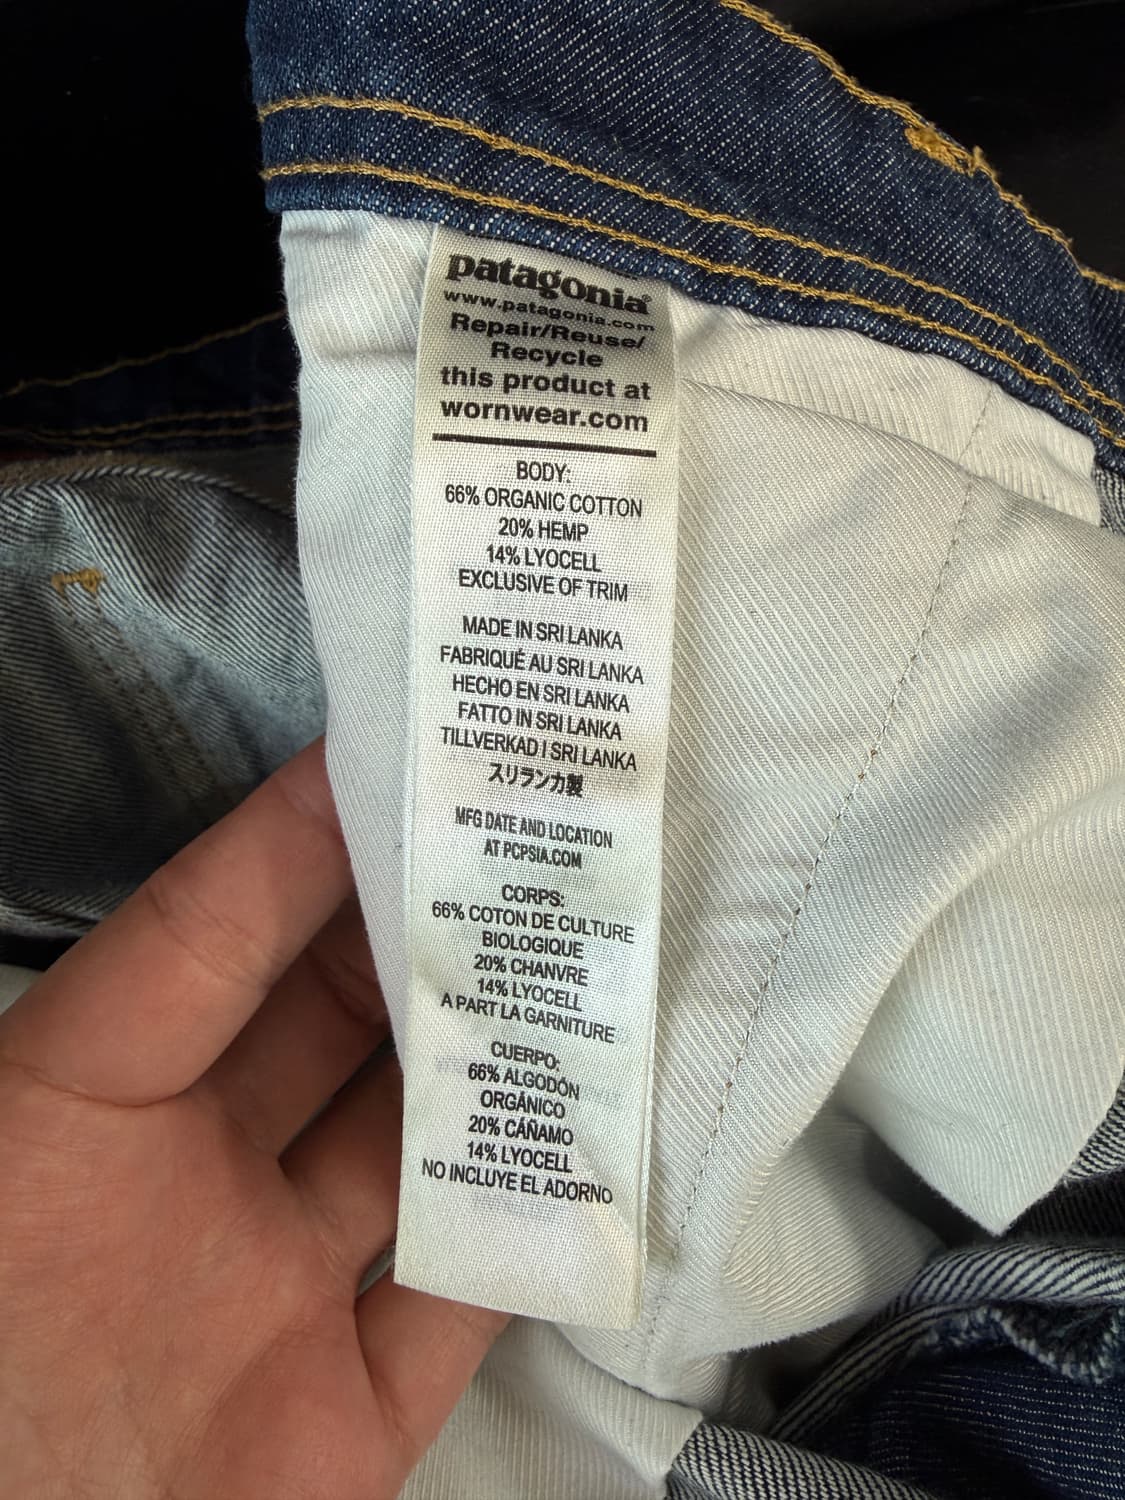 patagonia®
www.patagonia.com
Repair/Reuse/
Recycle
this product at
wornwear.com
BODY:
66% ORGANIC COTTON
20% HEMP
14% LYOCELL
EXCLUSIVE OF TRIM
MADE IN SRI LANKA
FABRIQUÉ AU SRI LANKA
HECHO EN SRI LANKA
FATTO IN SRI LANKA
TILLVERKAD I SRI LANKA
スリランカ製
MFG DATE AND LOCATION
AT PCPSIA.COM
CORPS:
66% COTON DE CULTURE
BIOLOGIQUE
20% CHANVRE
14% LYOCELL
A PART LA GARNITURE
CUERPO:
66% ALGODÓN
ORGÁNICO
20% CÁÑAMO
14% LYOCELL
NO INCLUYE EL ADORNO